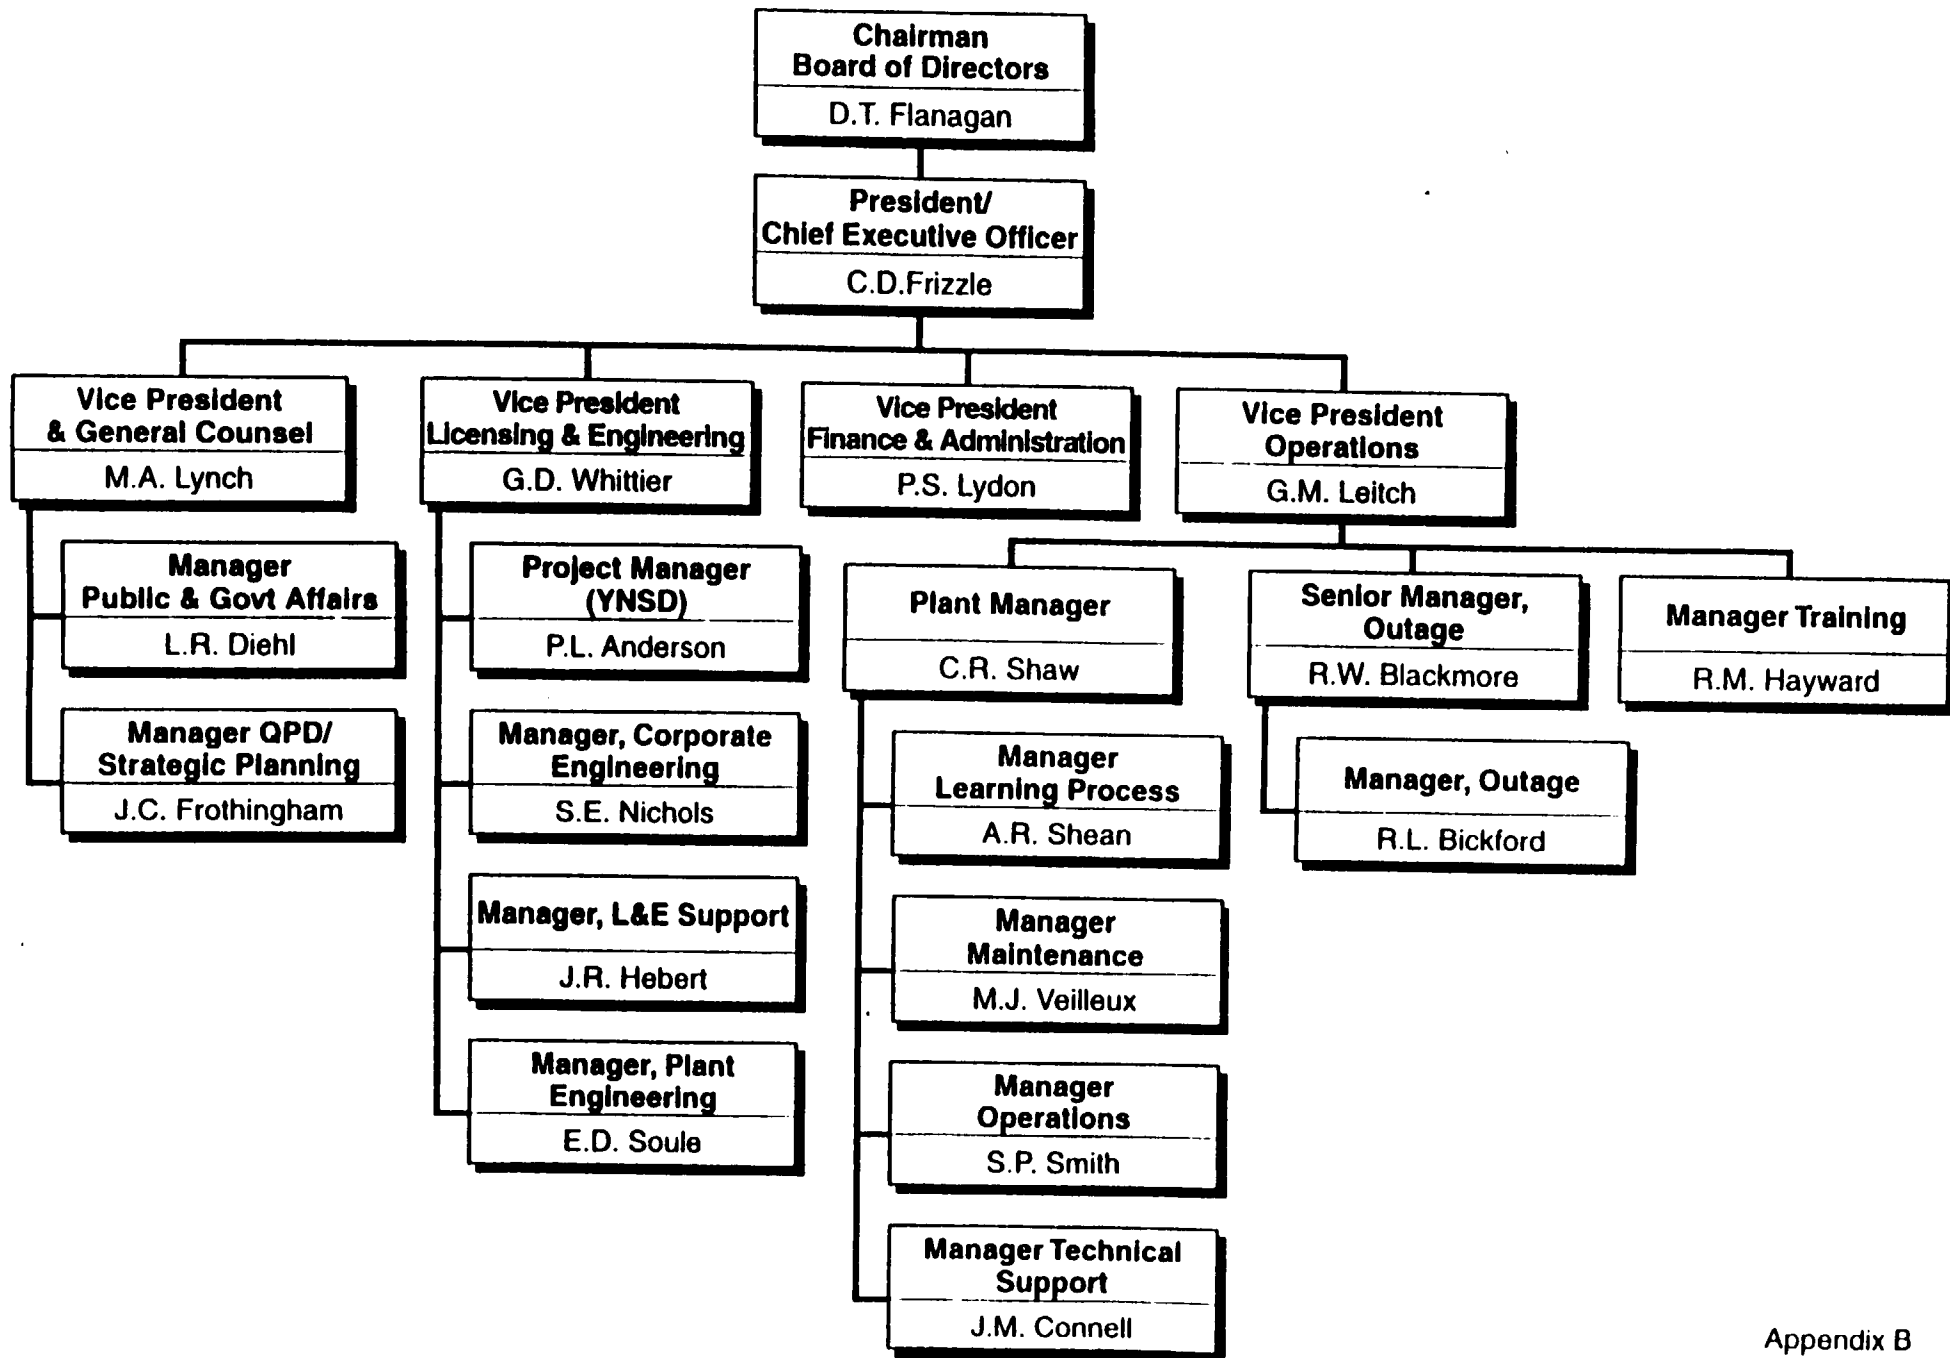 Chairman
Board of Directors
D.T. Flanagan
President/
Chief Executive Officer
C.D.Frizzle
Vice President
& General Counsel
M.A. Lynch
Vice President
Licensing & Engineering
G.D. Whittier
Vice President
Finance & Administration
P.S. Lydon
Vice President
Operations
G.M. Leitch
Manager
Public & Govt Affairs
L.R. Diehl
Manager QPD/
Strategic Planning
J.C. Frothingham
Project Manager
(YNSD)
P.L. Anderson
Manager, Corporate
Engineering
S.E. Nichols
Manager, L&E Support
J.R. Hebert
Manager, Plant
Engineering
E.D. Soule
Plant Manager
C.R. Shaw
Manager
Learning Process
A.R. Shean
Manager
Maintenance
M.J. Veilleux
Manager
Operations
S.P. Smith
Manager Technical
Support
J.M. Connell
Senior Manager,
Outage
R.W. Blackmore
Manager, Outage
R.L. Bickford
Manager Training
R.M. Hayward
Appendix B